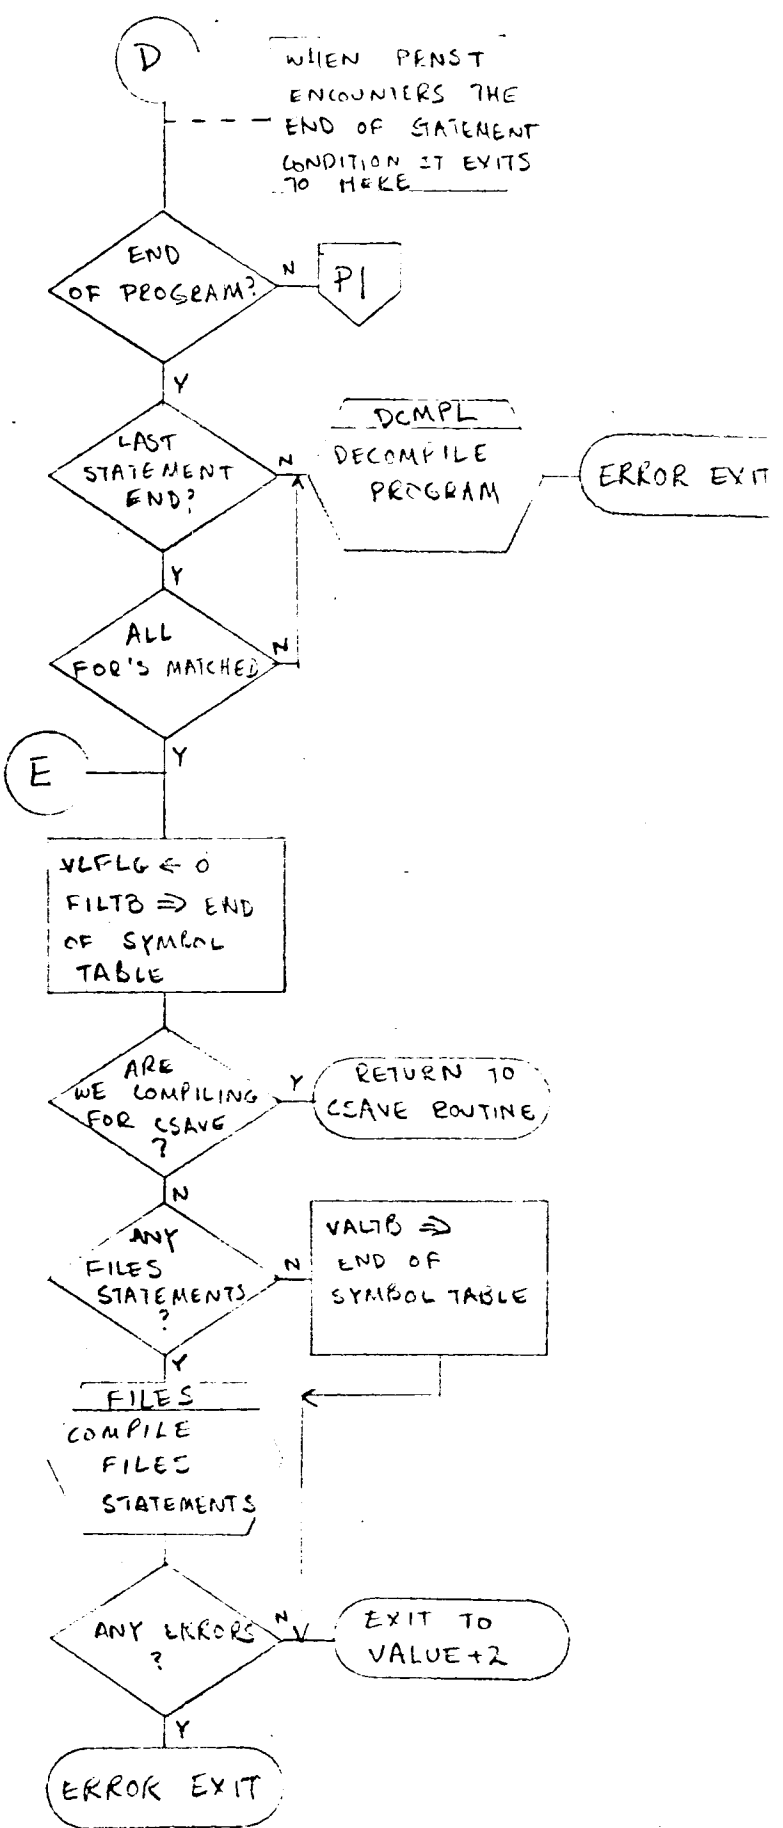 D
WHEN PENST
ENCOUNTERS THE
END OF STATEMENT
CONDITION IT EXITS
TO HERE
END
OF PROGRAM?
N
P1
Y
LAST
STATEMENT
END?
N
DCMPL
DECOMPILE
PROGRAM
ERROR EXIT
Y
ALL
FOR'S MATCHED
N
Y
E
VLFLG ← 0
FILTB ⇒ END
OF SYMBOL
TABLE
ARE
WE COMPILING
FOR CSAVE
?
Y
RETURN TO
CSAVE ROUTINE
N
ANY
FILES
STATEMENTS
?
N
VALTB ⇒
END OF
SYMBOL TABLE
Y
FILES
COMPILE
FILES
STATEMENTS
ANY ERRORS
?
N
EXIT TO
VALUE+2
Y
ERROR EXIT